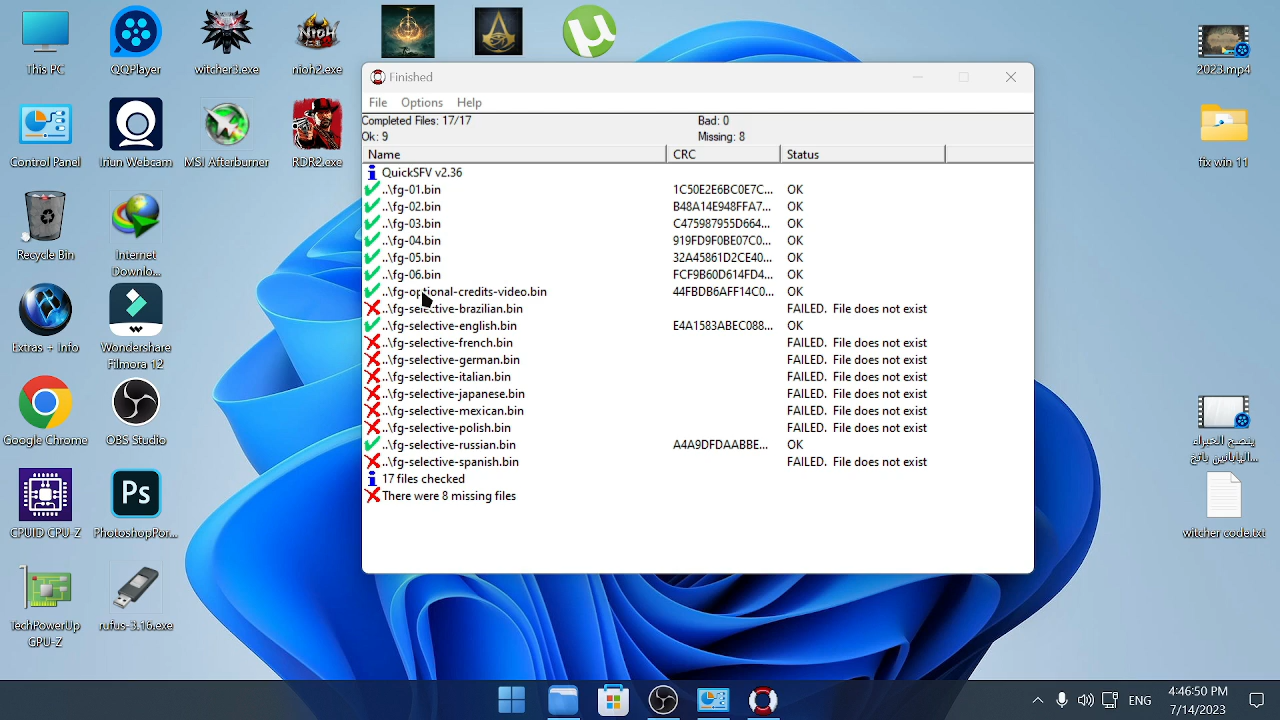 This PC
QQPlayer
witcher3.exe
nioh2.exe
2023.mp4
Control Panel
Iriun Webcam
MSI Afterburner
RDR2.exe
fix win 11
Recycle Bin
Internet
Downlo...
Extras + Info
Wondershare
Filmora 12
Google Chrome
OBS Studio
ينصح الخبراء
اليابانيين باتخ...
CPUID CPU-Z
PhotoshopPor...
witcher code.txt
TechPowerUp
GPU-Z
rufus-3.16.exe
Finished
File Options Help
Completed Files: 17/17 Bad: 0
Ok: 9 Missing: 8
Name CRC Status
QuickSFV v2.36
..\fg-01.bin 1C50E2E6BC0E7C... OK
..\fg-02.bin B48A14E948FFA7... OK
..\fg-03.bin C475987955D664... OK
..\fg-04.bin 919FD9F0BE07C0... OK
..\fg-05.bin 32A45861D2CE40... OK
..\fg-06.bin FCF9B60D614FD4... OK
..\fg-optional-credits-video.bin 44FBDB6AFF14C0... OK
..\fg-selective-brazilian.bin FAILED. File does not exist
..\fg-selective-english.bin E4A1583ABEC088... OK
..\fg-selective-french.bin FAILED. File does not exist
..\fg-selective-german.bin FAILED. File does not exist
..\fg-selective-italian.bin FAILED. File does not exist
..\fg-selective-japanese.bin FAILED. File does not exist
..\fg-selective-mexican.bin FAILED. File does not exist
..\fg-selective-polish.bin FAILED. File does not exist
..\fg-selective-russian.bin A4A9DFDAABBE... OK
..\fg-selective-spanish.bin FAILED. File does not exist
17 files checked
There were 8 missing files
ENG
4:46:50 PM
7/14/2023